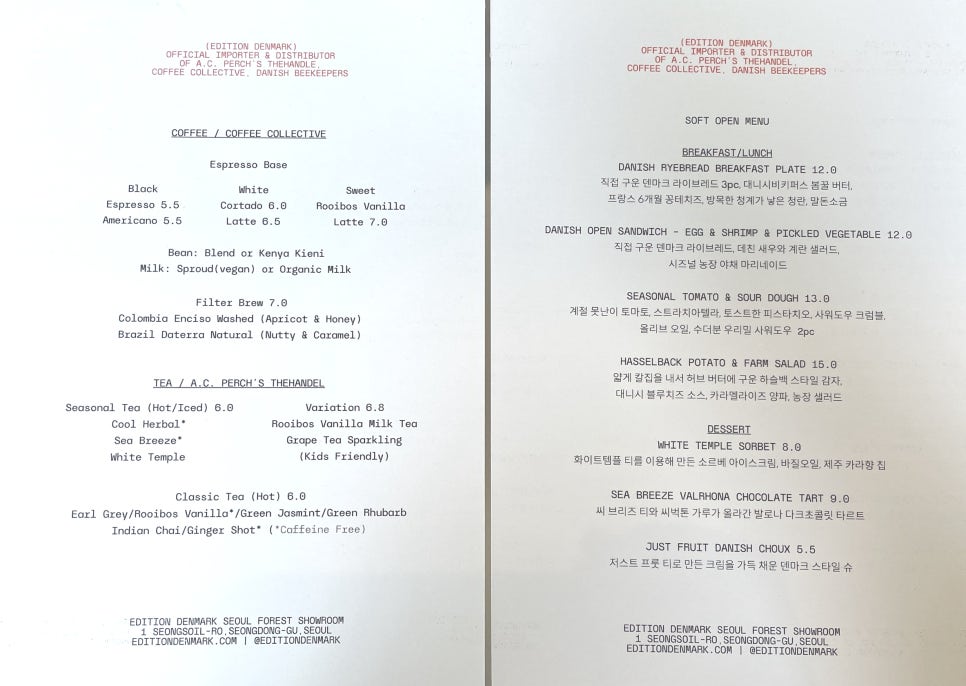 (EDITION DENMARK)
OFFICIAL IMPORTER & DISTRIBUTOR
OF A.C. PERCH'S THEHANDLE,
COFFEE COLLECTIVE, DANISH BEEKEEPERS
COFFEE / COFFEE COLLECTIVE
Espresso Base
Black White Sweet
Espresso 5.5 Cortado 6.0 Rooibos Vanilla
Americano 5.5 Latte 6.5 Latte 7.0
Bean: Blend or Kenya Kieni
Milk: Sproud(vegan) or Organic Milk
Filter Brew 7.0
Colombia Enciso Washed (Apricot & Honey)
Brazil Daterra Natural (Nutty & Caramel)
TEA / A.C. PERCH'S THEHANDEL
Seasonal Tea (Hot/Iced) 6.0 Variation 6.8
Cool Herbal* Rooibos Vanilla Milk Tea
Sea Breeze* Grape Tea Sparkling
White Temple (Kids Friendly)
Classic Tea (Hot) 6.0
Earl Grey/Rooibos Vanilla*/Green Jasmint/Green Rhubarb
Indian Chai/Ginger Shot* (*Caffeine Free)
EDITION DENMARK SEOUL FOREST SHOWROOM
1 SEONGSOIL-RO,SEONGDONG-GU,SEOUL
EDITIONDENMARK.COM | @EDITIONDENMARK
(EDITION DENMARK)
OFFICIAL IMPORTER & DISTRIBUTOR
OF A.C. PERCH'S THEHANDEL,
COFFEE COLLECTIVE, DANISH BEEKEEPERS
SOFT OPEN MENU
BREAKFAST/LUNCH
DANISH RYEBREAD BREAKFAST PLATE 12.0
직접 구운 덴마크 라이브레드 3pc, 대니시비키퍼스 봄꿀 버터,
프랑스 6개월 꽁테치즈, 방목한 청계가 낳은 청란, 말돈소금
DANISH OPEN SANDWICH - EGG & SHRIMP & PICKLED VEGETABLE 12.0
직접 구운 덴마크 라이브레드, 데친 새우와 계란 샐러드,
시즈널 농장 야채 마리네이드
SEASONAL TOMATO & SOUR DOUGH 13.0
계절 못난이 토마토, 스트라치아텔라, 토스트한 피스타치오, 사워도우 크럼블,
올리브 오일, 수더분 우리밀 사워도우 2pc
HASSELBACK POTATO & FARM SALAD 15.0
얇게 칼집을 내서 허브 버터에 구운 하슬백 스타일 감자,
대니시 블루치즈 소스, 카라멜라이즈 양파, 농장 샐러드
DESSERT
WHITE TEMPLE SORBET 8.0
화이트템플 티를 이용해 만든 소르베 아이스크림, 바질오일, 제주 카라향 칩
SEA BREEZE VALRHONA CHOCOLATE TART 9.0
씨 브리즈 티와 씨벅톤 가루가 올라간 발로나 다크초콜릿 타르트
JUST FRUIT DANISH CHOUX 5.5
저스트 프룻 티로 만든 크림을 가득 채운 덴마크 스타일 슈
EDITION DENMARK SEOUL FOREST SHOWROOM
1 SEONGSOIL-RO,SEONGDONG-GU,SEOUL
EDITIONDENMARK.COM | @EDITIONDENMARK